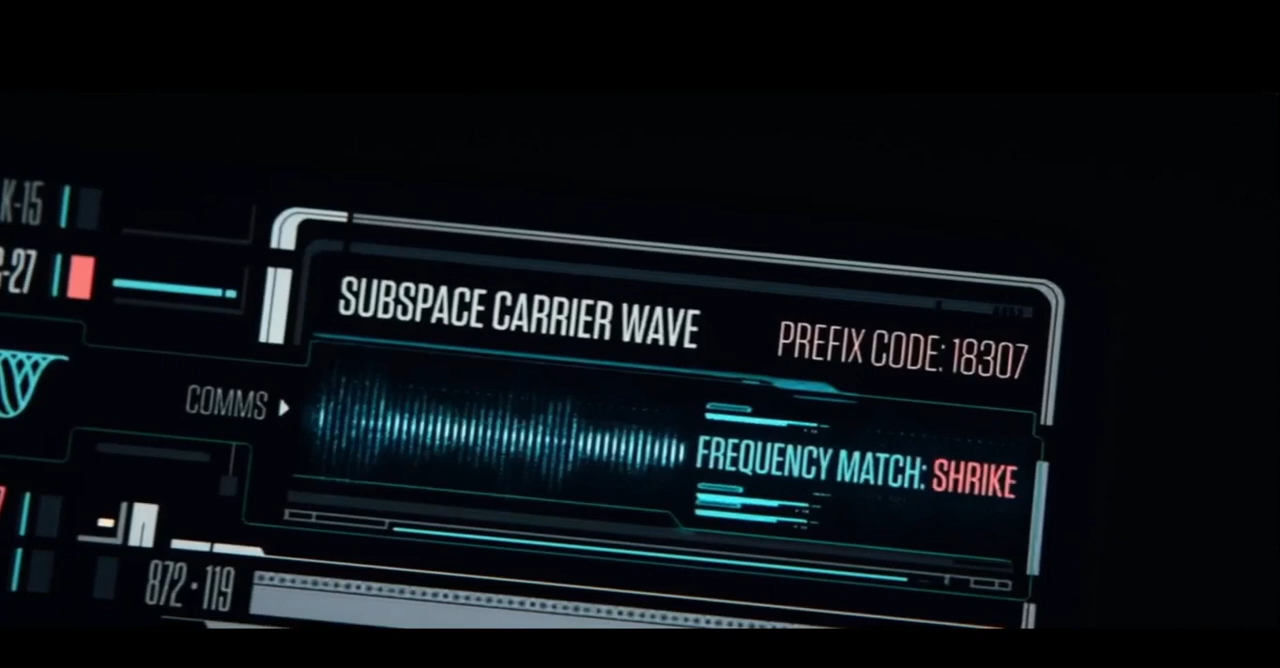 K-15
-27
SUBSPACE CARRIER WAVE
PREFIX CODE: 18307
COMMS
FREQUENCY MATCH: SHRIKE
872·119